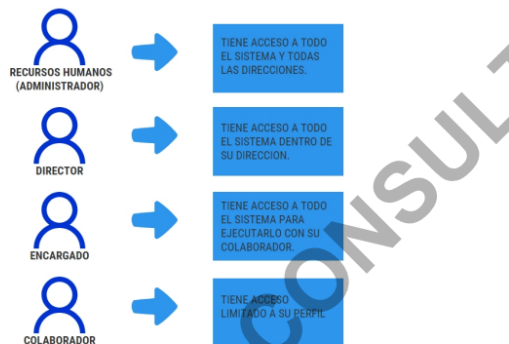 RECURSOS HUMANOS
(ADMINISTRADOR)
TIENE ACCESO A TODO
EL SISTEMA Y TODAS
LAS DIRECCIONES.
DIRECTOR
TIENE ACCESO A TODO
EL SISTEMA DENTRO DE
SU DIRECCION.
ENCARGADO
TIENE ACCESO A TODO
EL SISTEMA PARA
EJECUTARLO CON SU
COLABORADOR.
COLABORADOR
TIENE ACCESO
LIMITADO A SU PERFIL